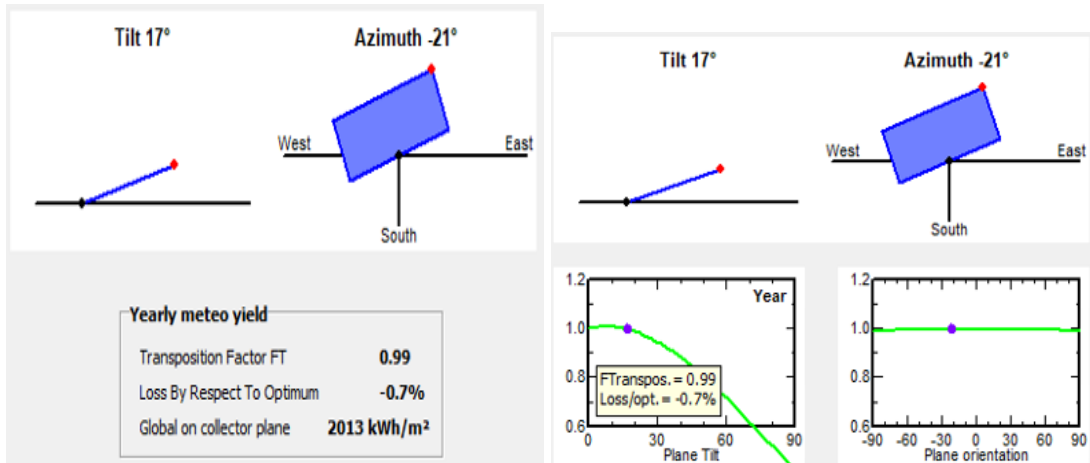 Tilt 17°
Azimuth -21°
West
East
South
Yearly meteo yield
Transposition Factor FT 0.99
Loss By Respect To Optimum -0.7%
Global on collector plane 2013 kWh/m²
Tilt 17°
Azimuth -21°
West
East
South
1.2
1.0
0.8
0.6
Year
FTranspos.= 0.99
Loss/opt.= -0.7%
0 30 60 90
Plane Tilt
1.2
1.0
0.8
0.6
-90 -60 -30 0 30 60 90
Plane orientation